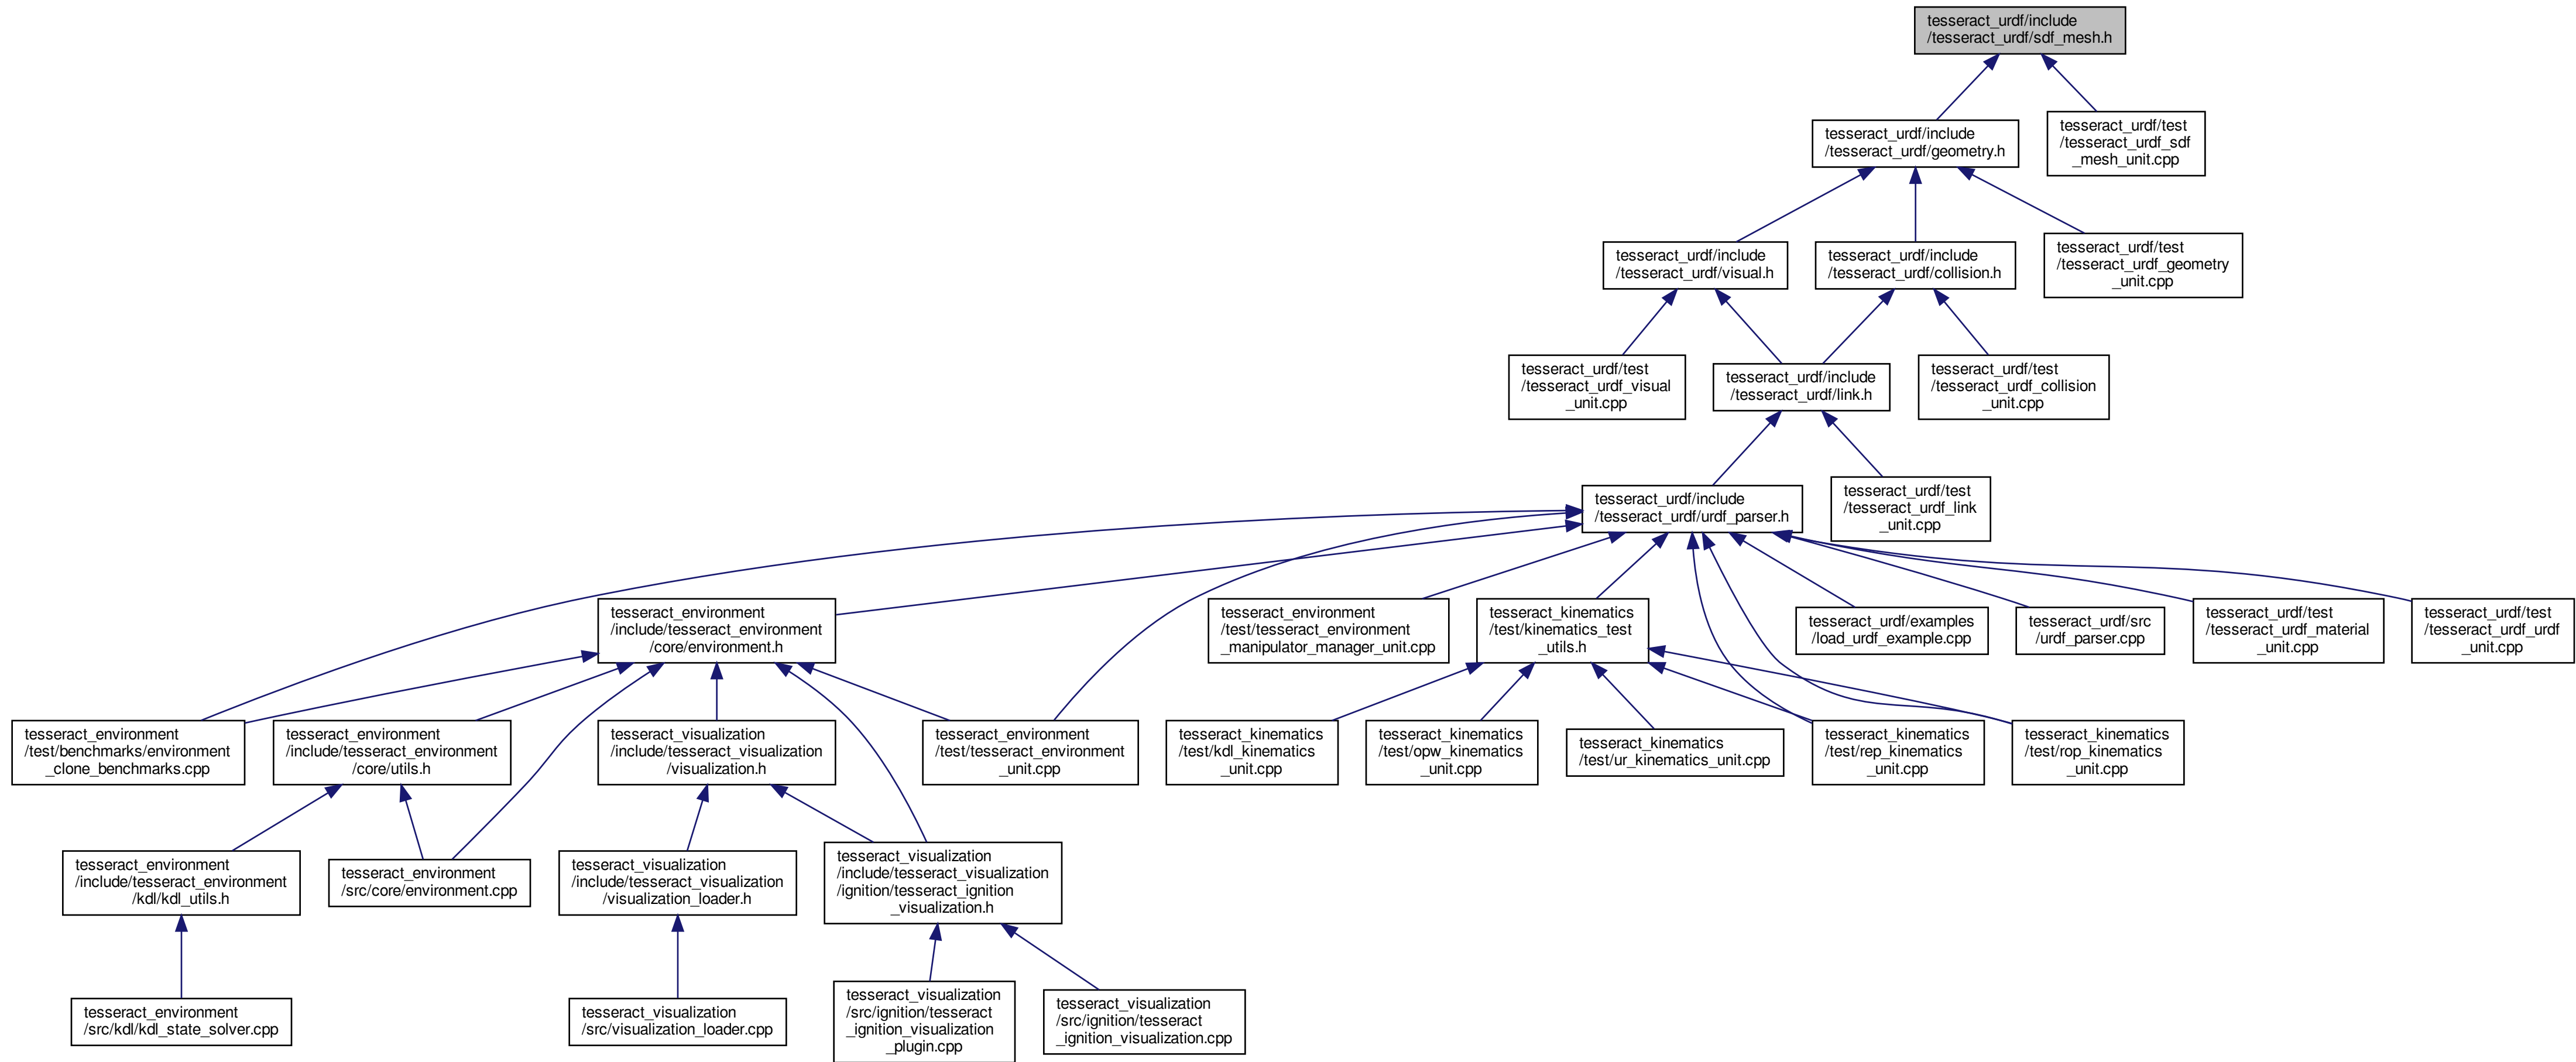 tesseract_urdf/include
/tesseract_urdf/sdf_mesh.h
tesseract_urdf/include
/tesseract_urdf/geometry.h
tesseract_urdf/test
/tesseract_urdf_sdf
_mesh_unit.cpp
tesseract_urdf/include
/tesseract_urdf/visual.h
tesseract_urdf/include
/tesseract_urdf/collision.h
tesseract_urdf/test
/tesseract_urdf_geometry
_unit.cpp
tesseract_urdf/test
/tesseract_urdf_visual
_unit.cpp
tesseract_urdf/include
/tesseract_urdf/link.h
tesseract_urdf/test
/tesseract_urdf_collision
_unit.cpp
tesseract_urdf/include
/tesseract_urdf/urdf_parser.h
tesseract_urdf/test
/tesseract_urdf_link
_unit.cpp
tesseract_environment
/include/tesseract_environment
/core/environment.h
tesseract_environment
/test/tesseract_environment
_manipulator_manager_unit.cpp
tesseract_kinematics
/test/kinematics_test
_utils.h
tesseract_urdf/examples
/load_urdf_example.cpp
tesseract_urdf/src
/urdf_parser.cpp
tesseract_urdf/test
/tesseract_urdf_material
_unit.cpp
tesseract_urdf/test
/tesseract_urdf_urdf
_unit.cpp
tesseract_environment
/test/benchmarks/environment
_clone_benchmarks.cpp
tesseract_environment
/include/tesseract_environment
/core/utils.h
tesseract_visualization
/include/tesseract_visualization
/visualization.h
tesseract_environment
/test/tesseract_environment
_unit.cpp
tesseract_kinematics
/test/kdl_kinematics
_unit.cpp
tesseract_kinematics
/test/opw_kinematics
_unit.cpp
tesseract_kinematics
/test/ur_kinematics_unit.cpp
tesseract_kinematics
/test/rep_kinematics
_unit.cpp
tesseract_kinematics
/test/rop_kinematics
_unit.cpp
tesseract_environment
/include/tesseract_environment
/kdl/kdl_utils.h
tesseract_environment
/src/core/environment.cpp
tesseract_visualization
/include/tesseract_visualization
/visualization_loader.h
tesseract_visualization
/include/tesseract_visualization
/ignition/tesseract_ignition
_visualization.h
tesseract_environment
/src/kdl/kdl_state_solver.cpp
tesseract_visualization
/src/visualization_loader.cpp
tesseract_visualization
/src/ignition/tesseract
_ignition_visualization
_plugin.cpp
tesseract_visualization
/src/ignition/tesseract
_ignition_visualization.cpp